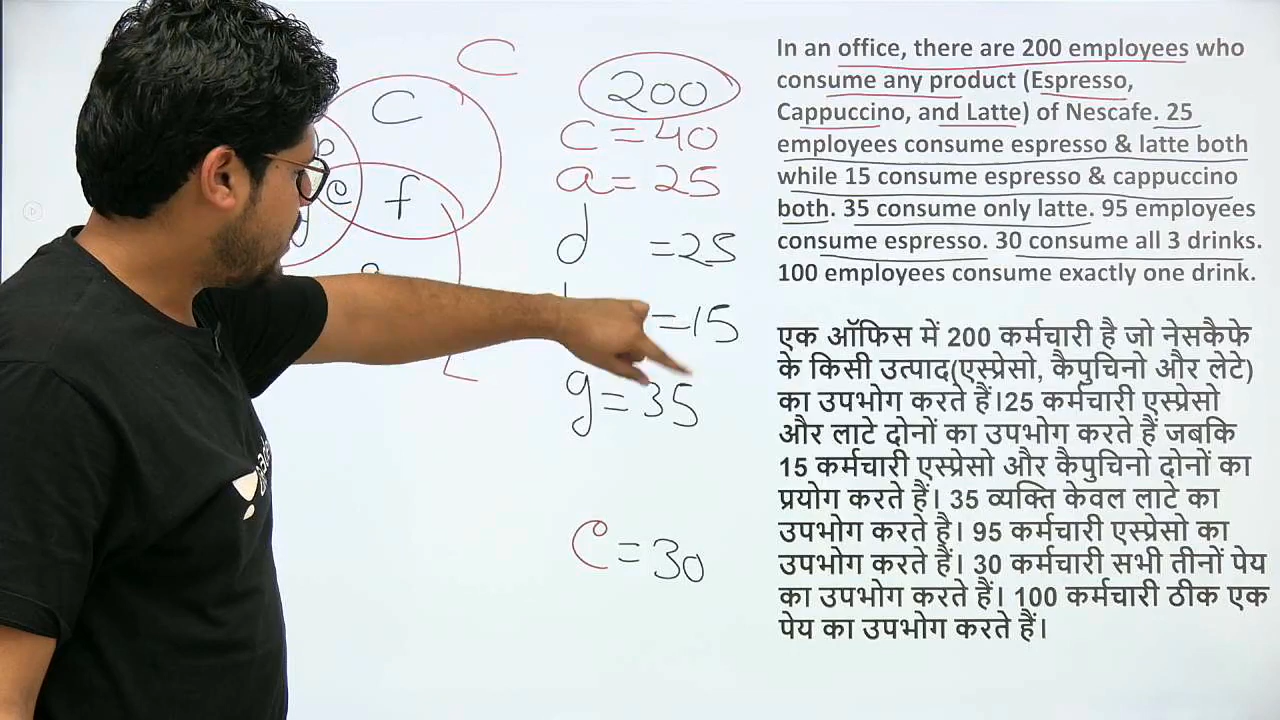 C
C
e
f
200
C = 40
a = 25
d = 25
= 15
g = 35
e = 30
In an office, there are 200 employees who
consume any product (Espresso,
Cappuccino, and Latte) of Nescafe. 25
employees consume espresso & latte both
while 15 consume espresso & cappuccino
both. 35 consume only latte. 95 employees
consume espresso. 30 consume all 3 drinks.
100 employees consume exactly one drink.
एक ऑफिस में 200 कर्मचारी है जो नेसकैफे
के किसी उत्पाद(एस्प्रेसो, कैपुचिनो और लेटे)
का उपभोग करते हैं।25 कर्मचारी एस्प्रेसो
और लाटे दोनों का उपभोग करते हैं जबकि
15 कर्मचारी एस्प्रेसो और कैपुचिनो दोनों का
प्रयोग करते हैं। 35 व्यक्ति केवल लाटे का
उपभोग करते है। 95 कर्मचारी एस्प्रेसो का
उपभोग करते हैं। 30 कर्मचारी सभी तीनों पेय
का उपभोग करते हैं। 100 कर्मचारी ठीक एक
पेय का उपभोग करते हैं।